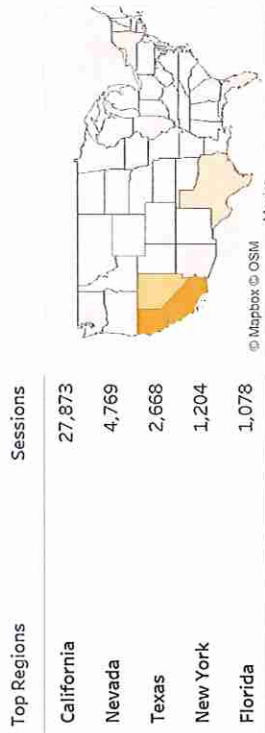 Top Regions Sessions
California 27,873
Nevada 4,769
Texas 2,668
New York 1,204
Florida 1,078
© Mapbox © OSM